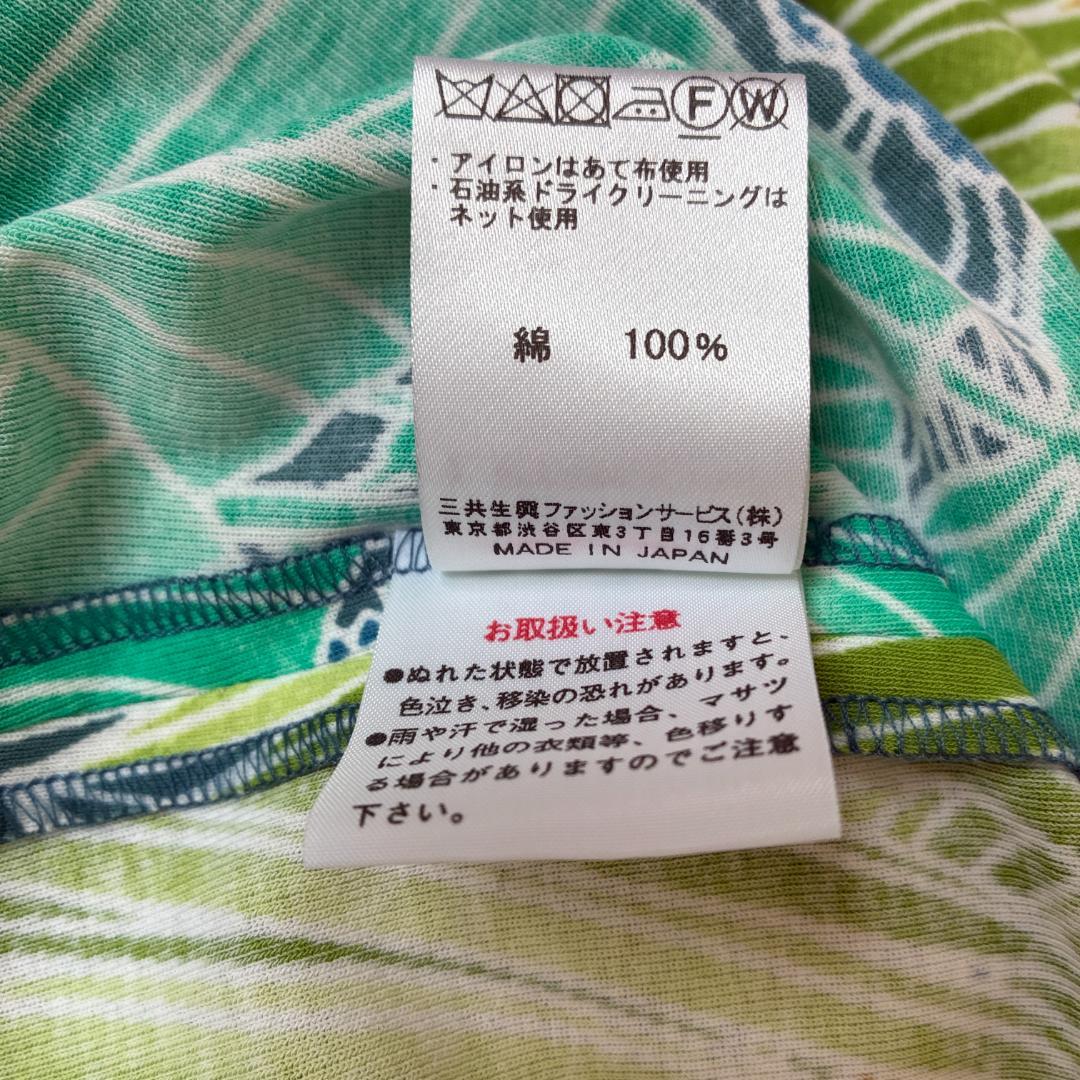 F W
・アイロンはあて布使用
・石油系ドライクリーニングは
ネット使用
綿 100%
三共生興ファッションサービス(株)
東京都渋谷区東3丁目16番3号
MADE IN JAPAN
お取扱い注意
●ぬれた状態で放置されますと、
色泣き、移染の恐れがあります。
●雨や汗で湿った場合、マサツ
により他の衣類等、色移りす
る場合がありますのでご注意
下さい。